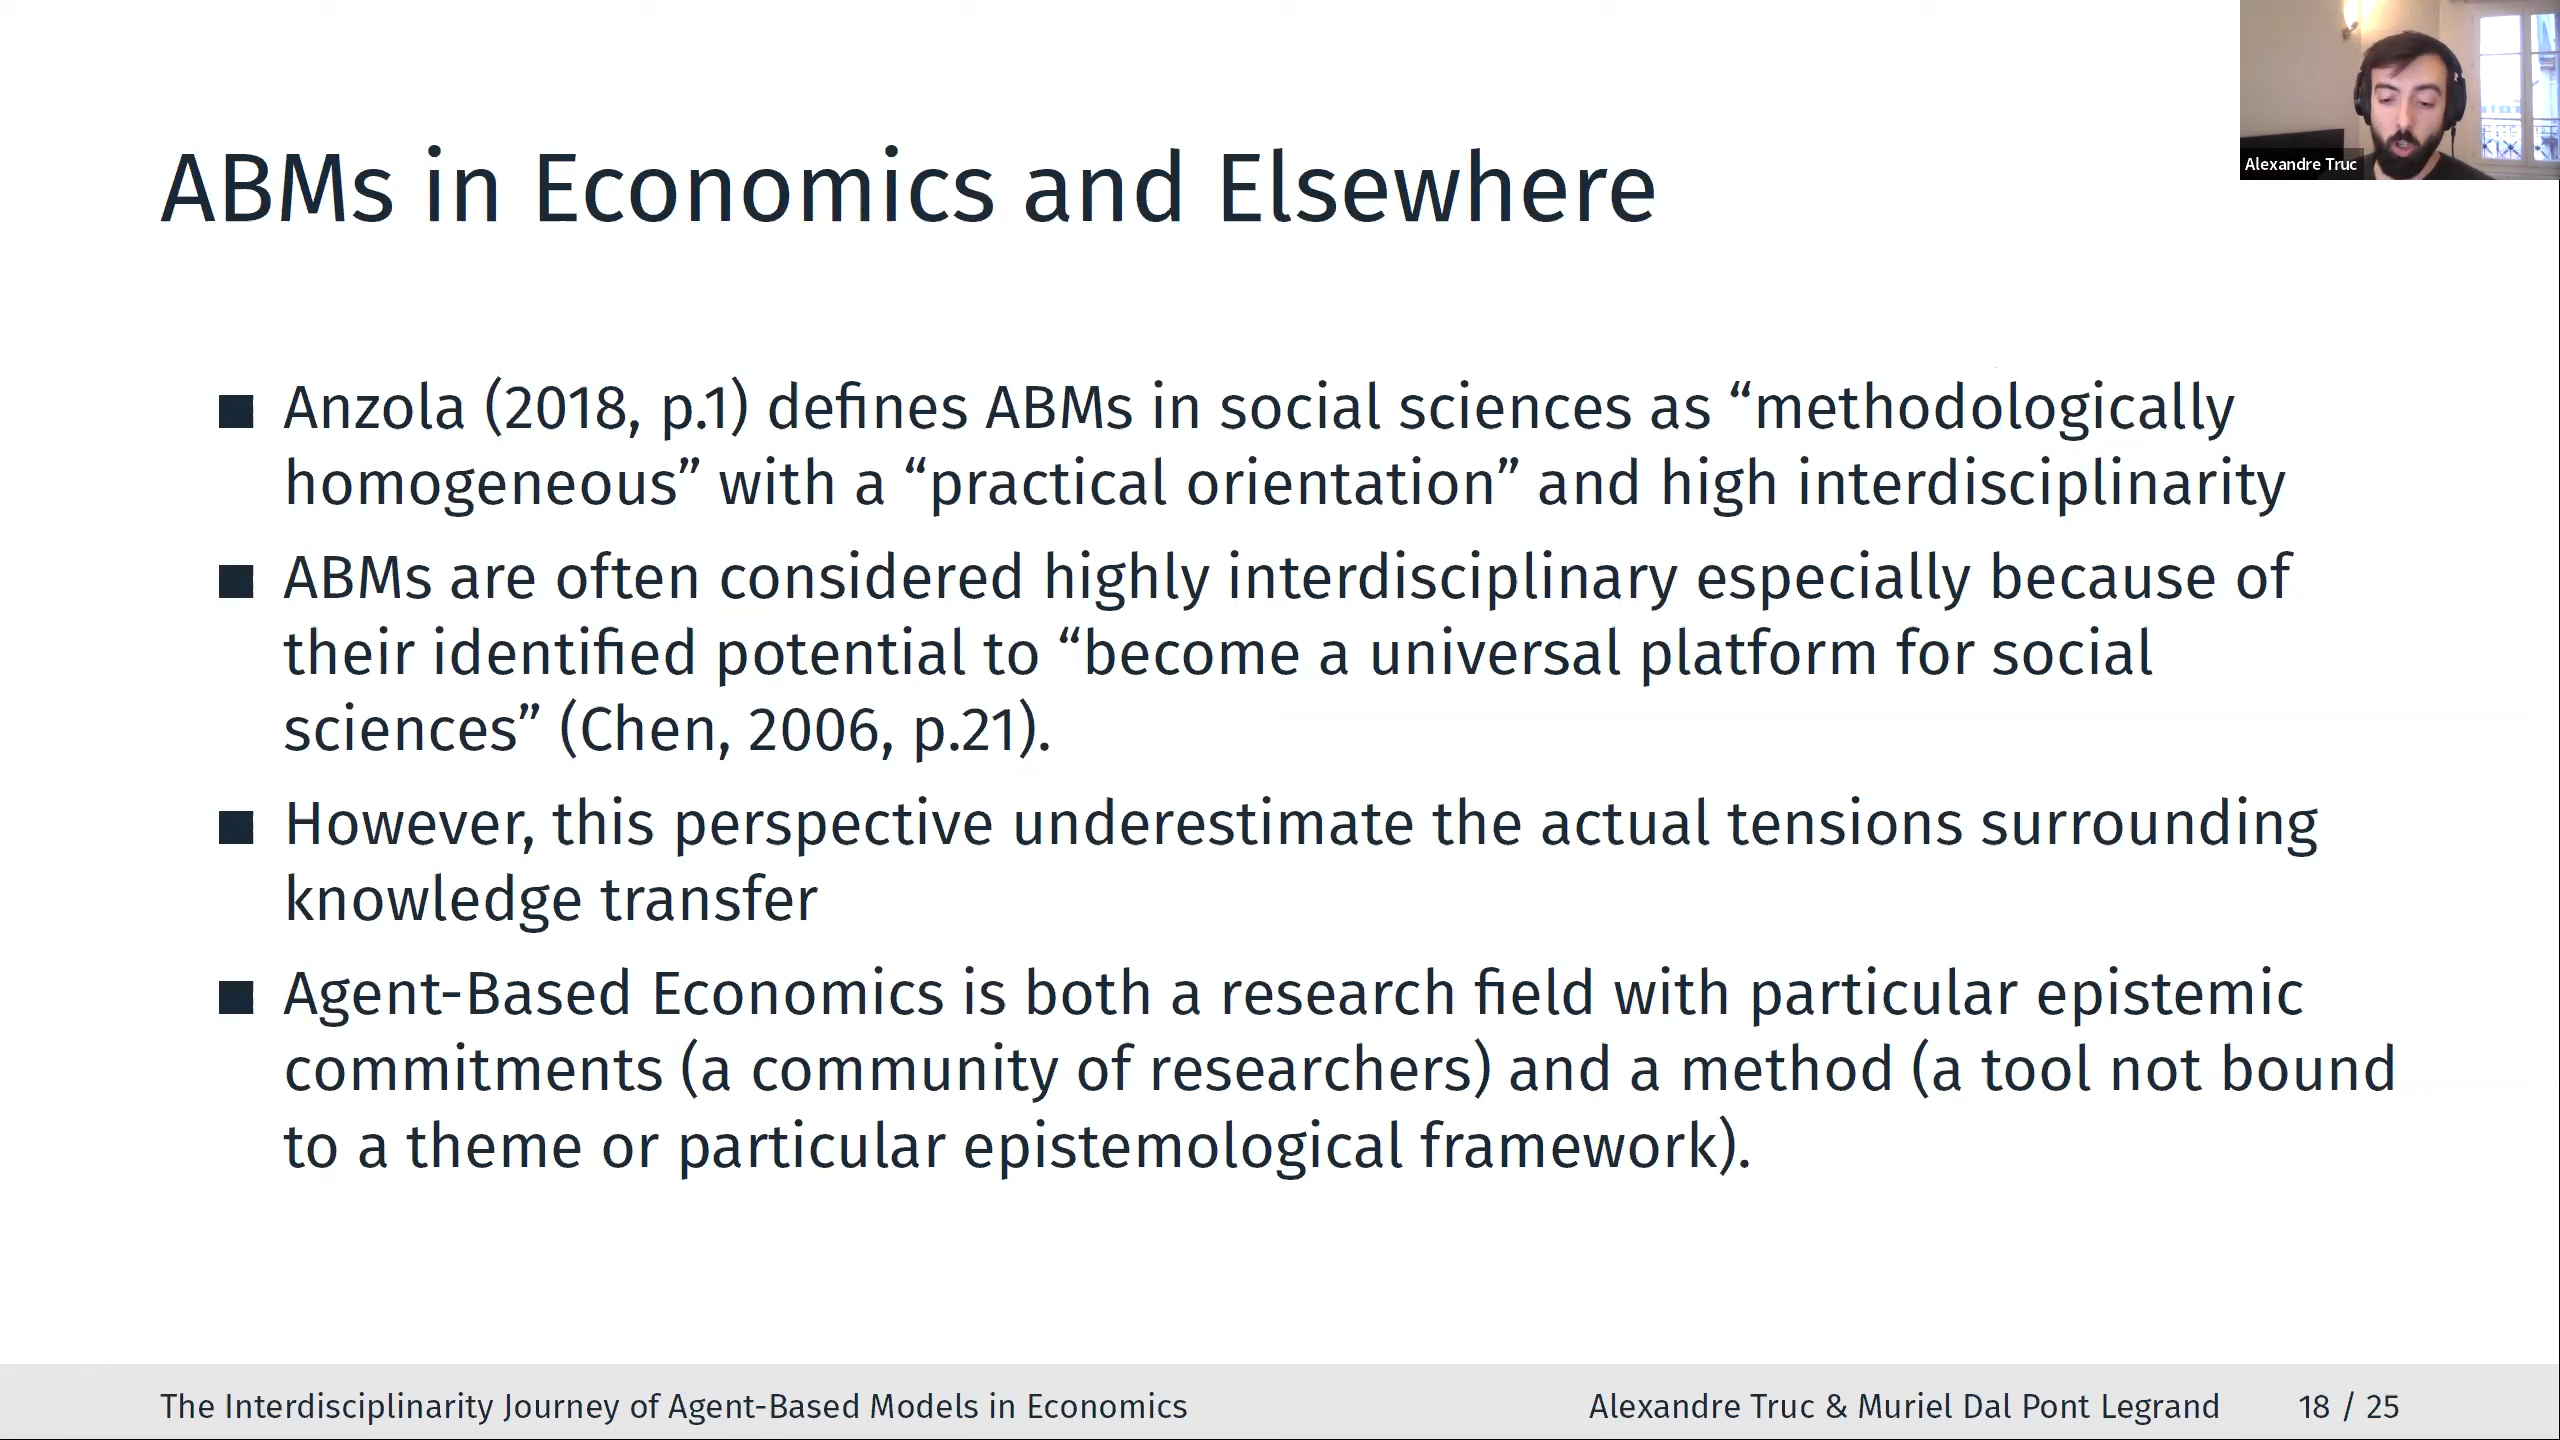 Alexandre Truc
ABMs in Economics and Elsewhere
Anzola (2018, p.1) defines ABMs in social sciences as “methodologically
homogeneous” with a “practical orientation” and high interdisciplinarity
ABMs are often considered highly interdisciplinary especially because of
their identified potential to “become a universal platform for social
sciences” (Chen, 2006, p.21).
However, this perspective underestimate the actual tensions surrounding
knowledge transfer
Agent-Based Economics is both a research field with particular epistemic
commitments (a community of researchers) and a method (a tool not bound
to a theme or particular epistemological framework).
The Interdisciplinarity Journey of Agent-Based Models in Economics
Alexandre Truc & Muriel Dal Pont Legrand
18 / 25